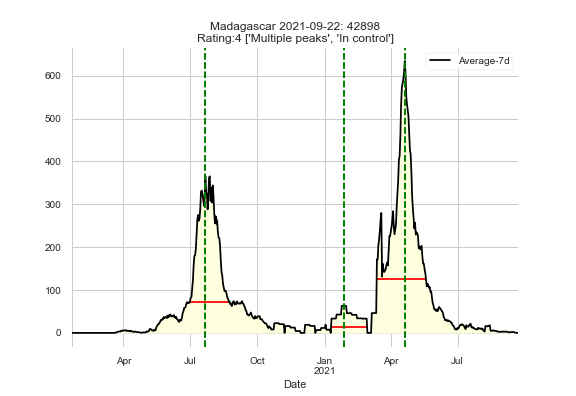 Madagascar 2021-09-22: 42898
Rating:4 ['Multiple peaks', 'In control']
Average-7d
600
500
400
300
200
100
0
Apr
Jul
Oct
Jan
2021
Apr
Jul
Date